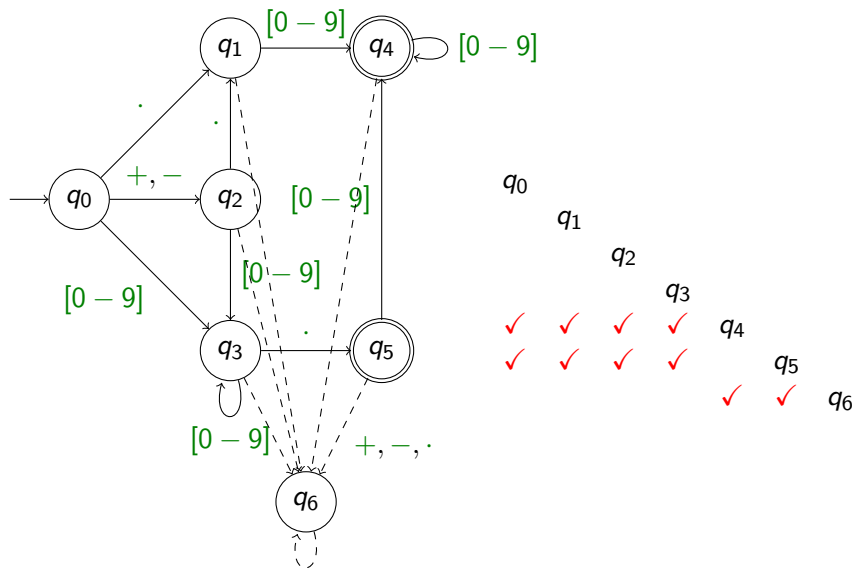 q1 [0 − 9] q4 [0 − 9]
·
·
q0 +, − q2 [0 − 9] q0
q1
q2
[0 − 9] [0 − 9] q3
q3 · q5 ✓ ✓ ✓ ✓ q4
✓ ✓ ✓ ✓ q5
✓ ✓ q6
[0 − 9] +, −, ·
q6